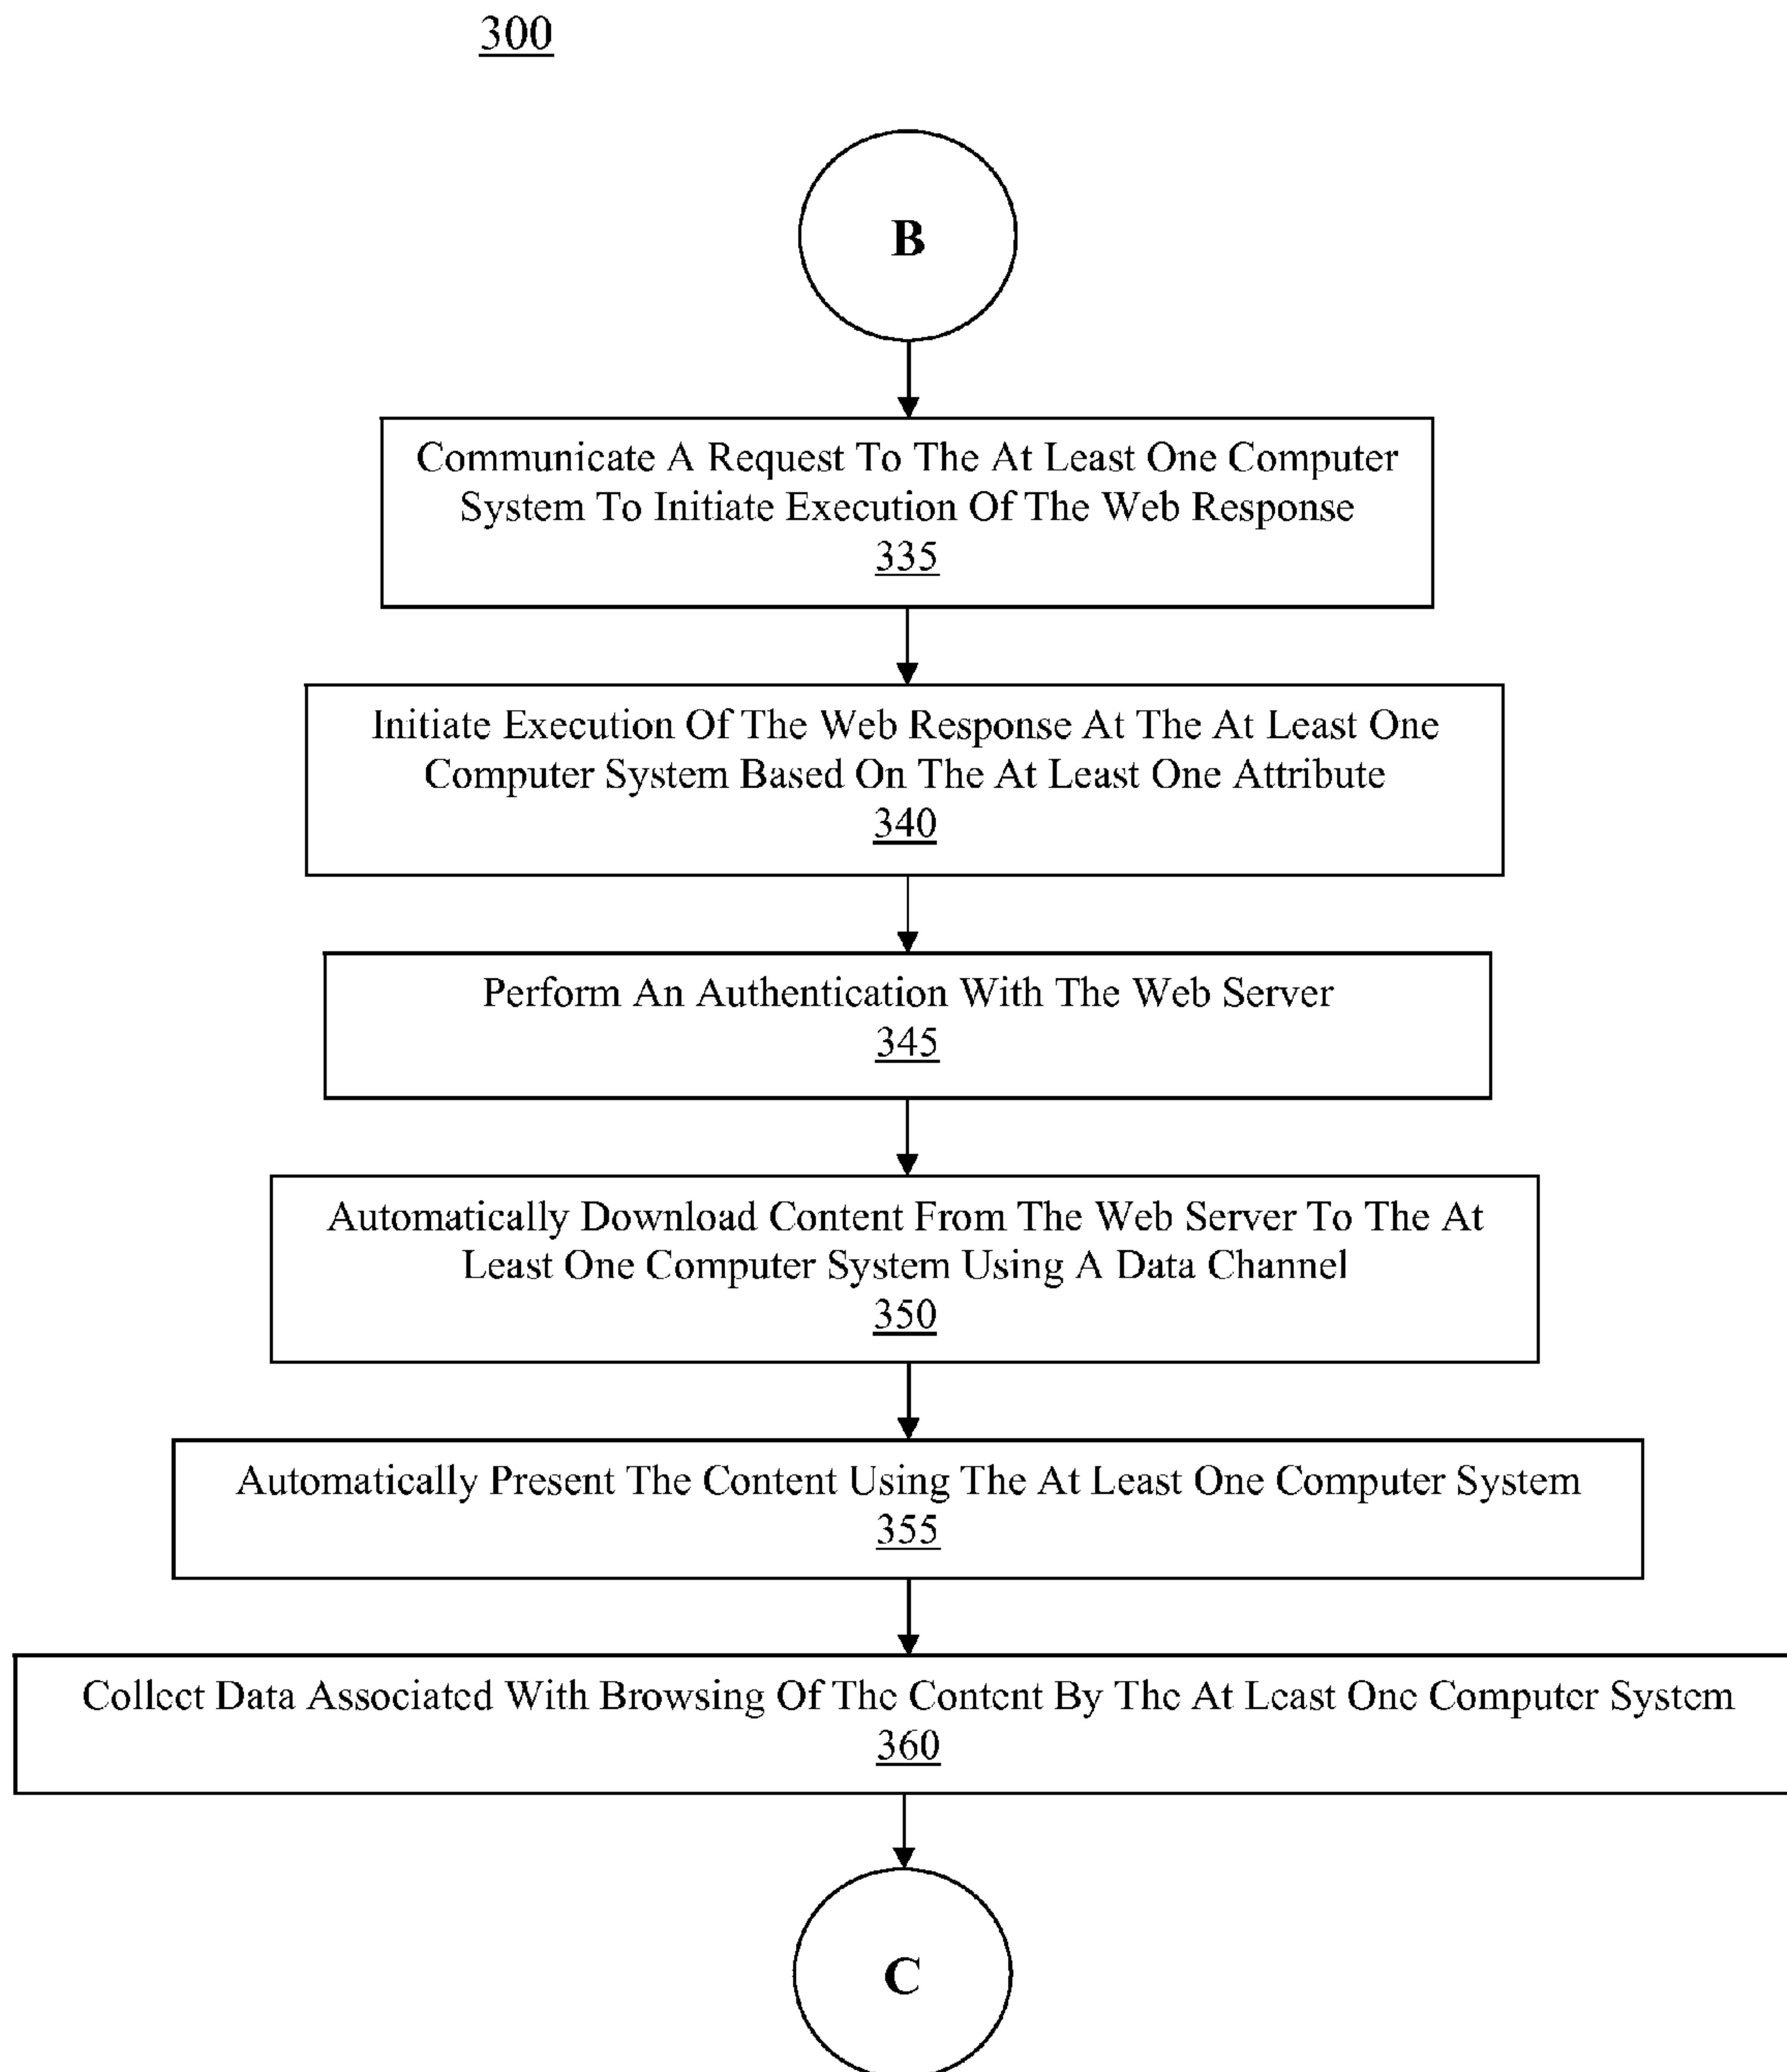 300
B
Communicate A Request To The At Least One Computer
System To Initiate Execution Of The Web Response
335
Initiate Execution Of The Web Response At The At Least One
Computer System Based On The At Least One Attribute
340
Perform An Authentication With The Web Server
345
Automatically Download Content From The Web Server To The At
Least One Computer System Using A Data Channel
350
Automatically Present The Content Using The At Least One Computer System
355
Collect Data Associated With Browsing Of The Content By The At Least One Computer System
360
C